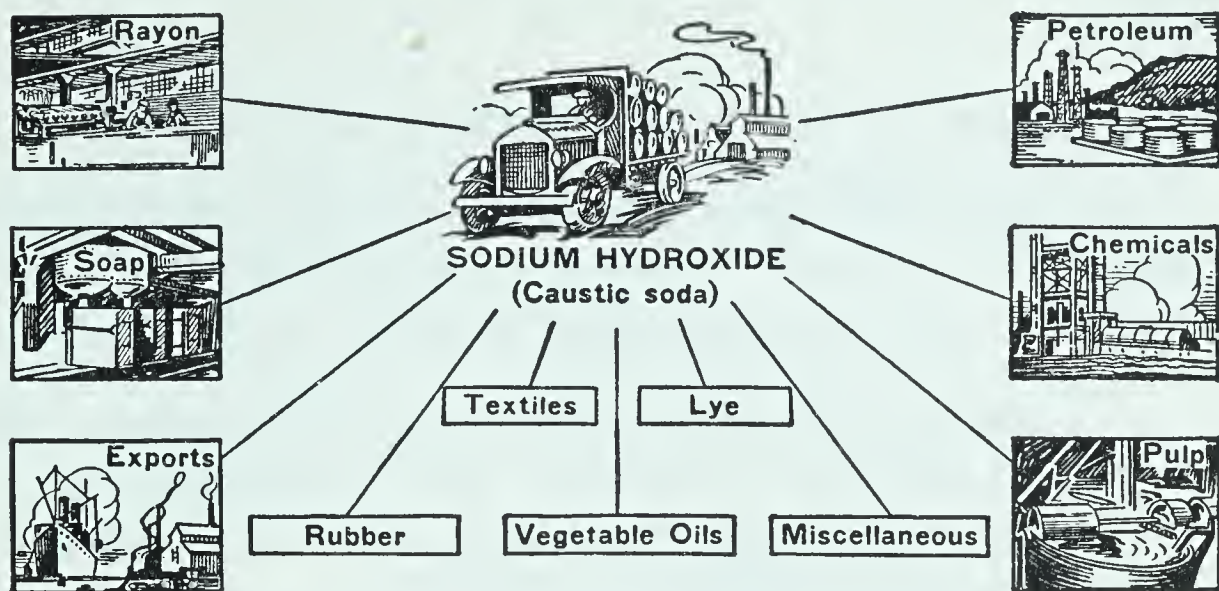 Rayon
Petroleum
Soap
SODIUM HYDROXIDE
(Caustic soda)
Chemicals
Textiles
Lye
Exports
Pulp
Rubber
Vegetable Oils
Miscellaneous